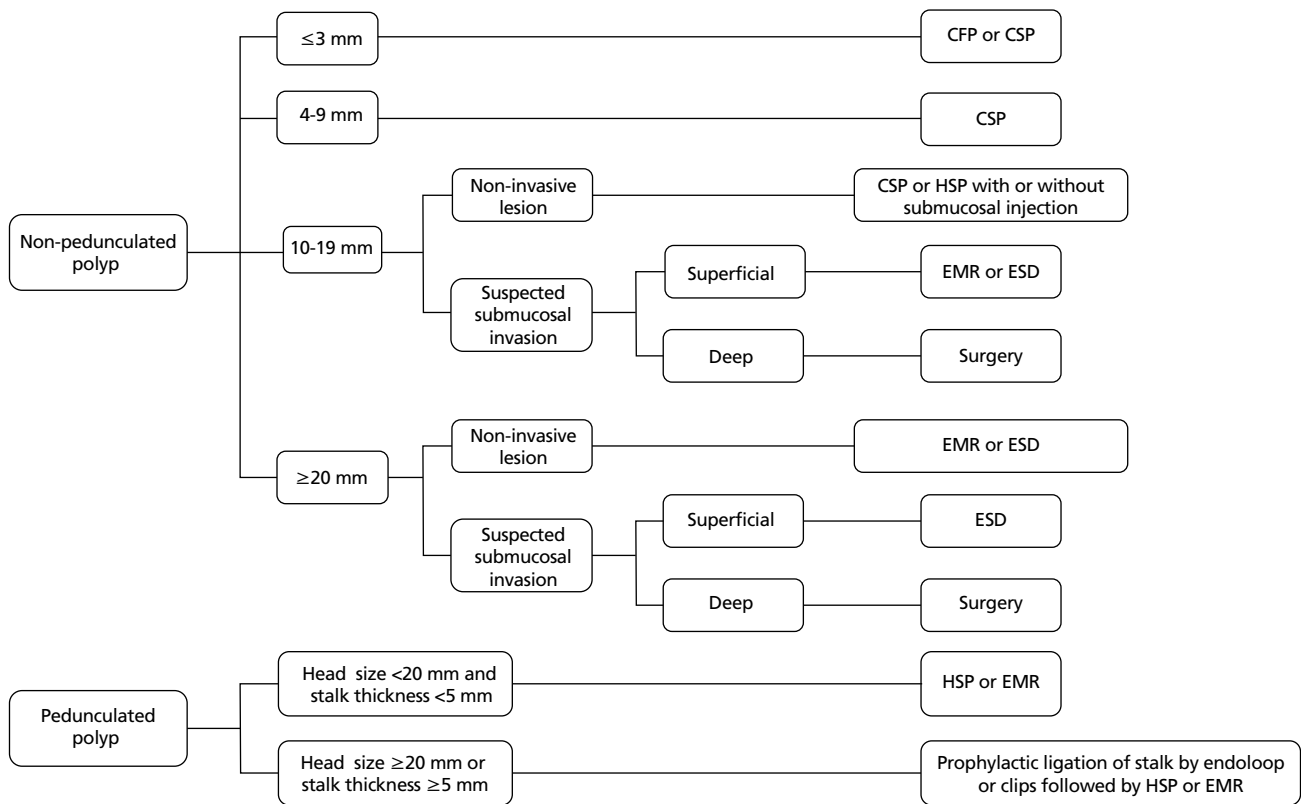 ≤3 mm
CFP or CSP
4-9 mm
CSP
Non-pedunculated
polyp
10-19 mm
Non-invasive
lesion
CSP or HSP with or without
submucosal injection
Suspected
submucosal
invasion
Superficial
EMR or ESD
Deep
Surgery
≥20 mm
Non-invasive
lesion
EMR or ESD
Suspected
submucosal
invasion
Superficial
ESD
Deep
Surgery
Pedunculated
polyp
Head size <20 mm and
stalk thickness <5 mm
HSP or EMR
Head size ≥20 mm or
stalk thickness ≥5 mm
Prophylactic ligation of stalk by endoloop
or clips followed by HSP or EMR